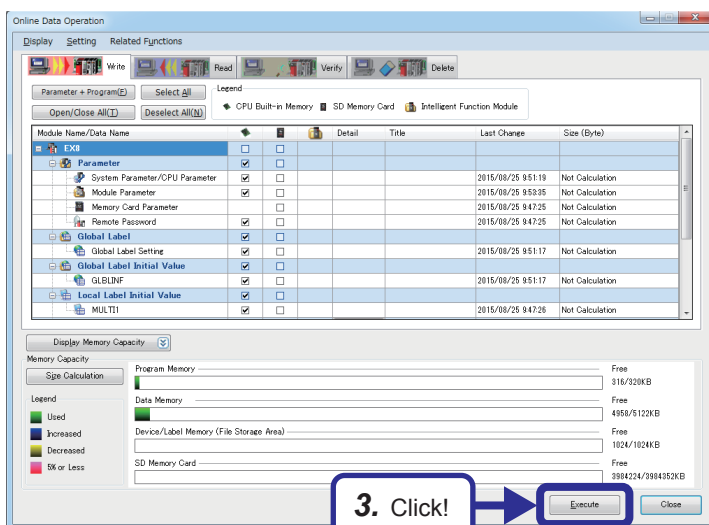 Online Data Operation
Display Setting Related Functions
Write Read Verify Delete
Parameter + Program(F) Select All Legend
Open/Close All(T) Deselect All(N) CPU Built-in Memory SD Memory Card Intelligent Function Module
Module Name/Data Name Detail Title Last Change Size (Byte)
EX0
Parameter
System Parameter/CPU Parameter 2015/08/25 9:51:19 Not Calculation
Module Parameter 2015/08/25 9:53:35 Not Calculation
Memory Card Parameter 2015/08/25 9:47:25 Not Calculation
Remote Password 2015/08/25 9:47:25 Not Calculation
Global Label
Global Label Setting 2015/08/25 9:51:17 Not Calculation
Global Label Initial Value
GLBLINF 2015/08/25 9:51:17 Not Calculation
Local Label Initial Value
MULTI1 2015/08/25 9:47:26 Not Calculation
Display Memory Capacity
Memory Capacity
Size Calculation Program Memory Free
316/320KB
Legend Data Memory Free
Used 4958/5122KB
Increased Device/Label Memory (File Storage Area) Free
Decreased 1024/1024KB
5% or Less SD Memory Card Free
3984224/3984352KB
3. Click! Execute Close